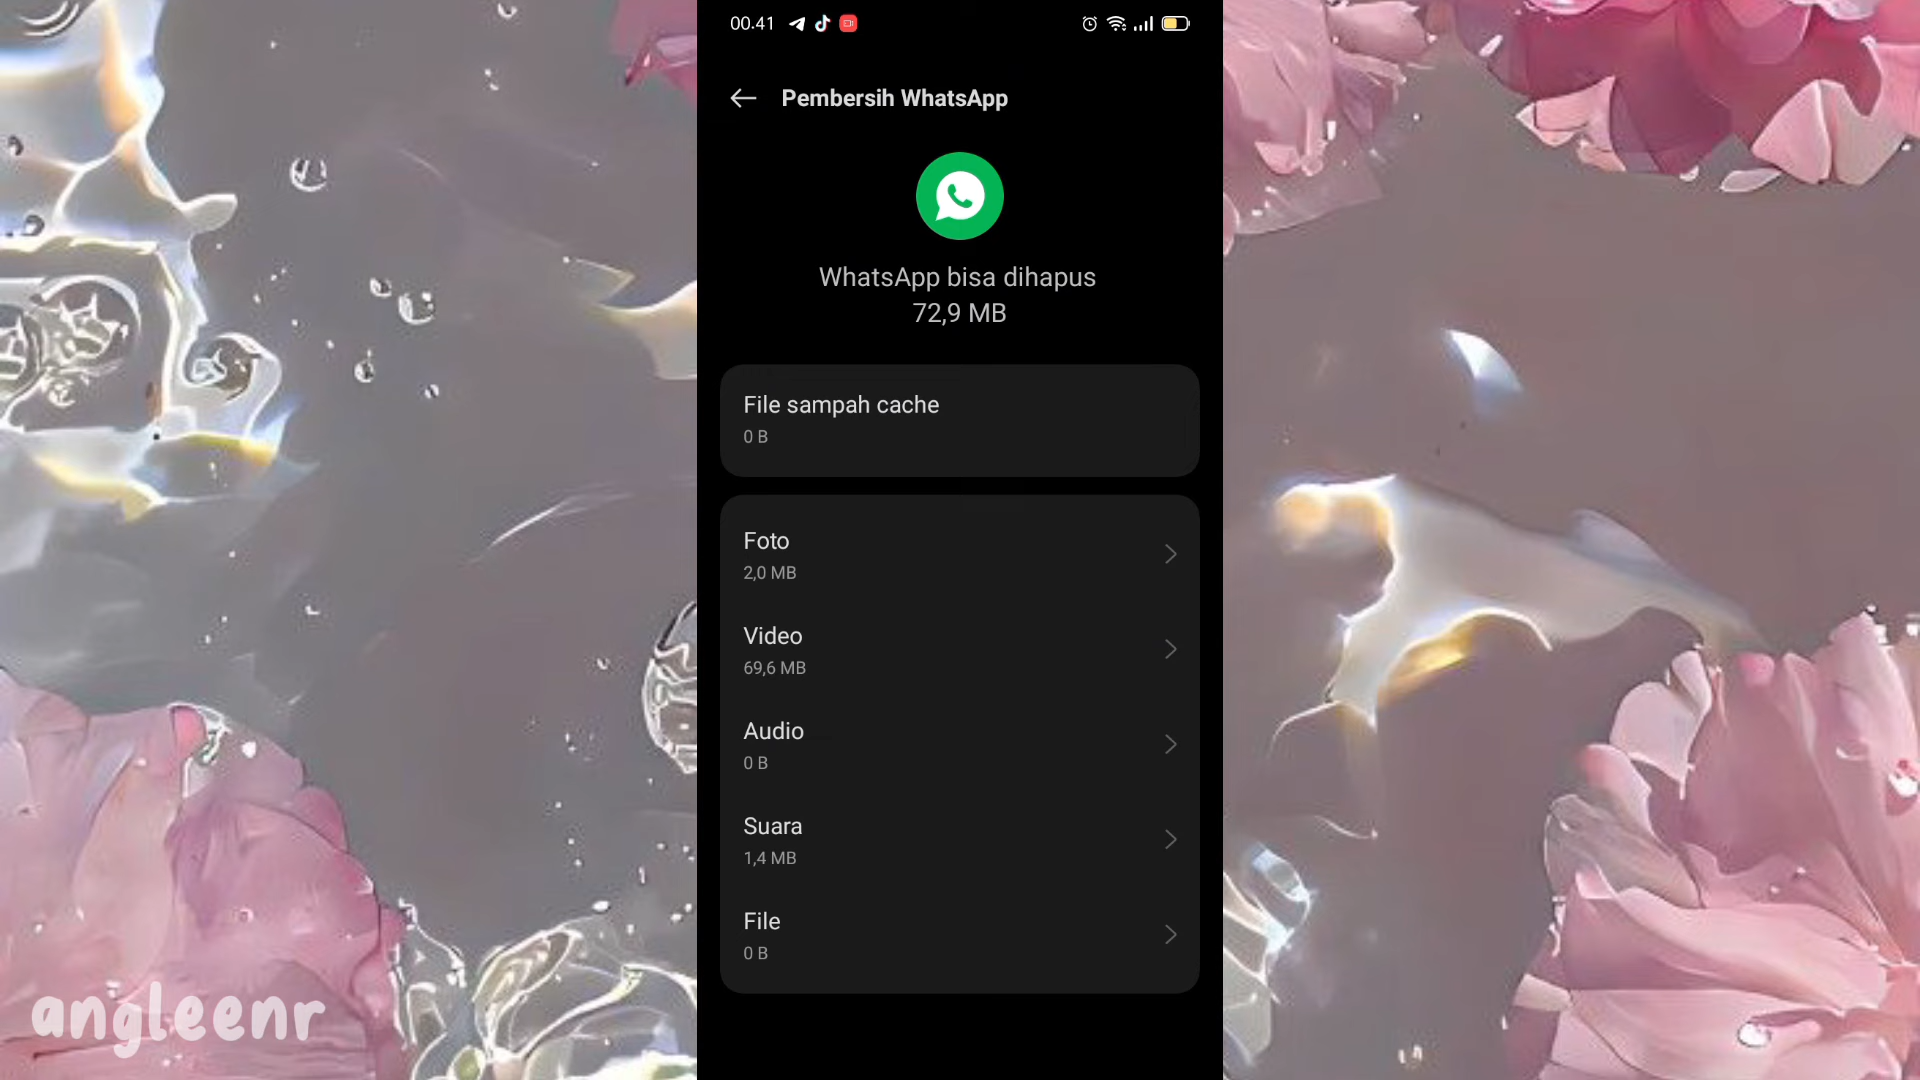 00.41
Pembersih WhatsApp
WhatsApp bisa dihapus
72,9 MB
File sampah cache
0 B
Foto
2,0 MB
Video
69,6 MB
Audio
0 B
Suara
1,4 MB
File
0 B
angleenr